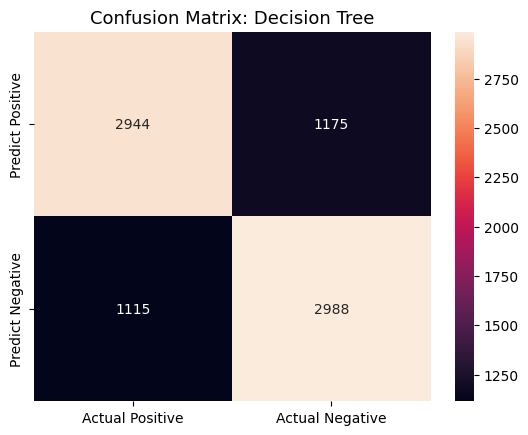 Confusion Matrix: Decision Tree
Predict Positive
2944
1175
Predict Negative
1115
2988
Actual Positive
Actual Negative
2750
2500
2250
2000
1750
1500
1250